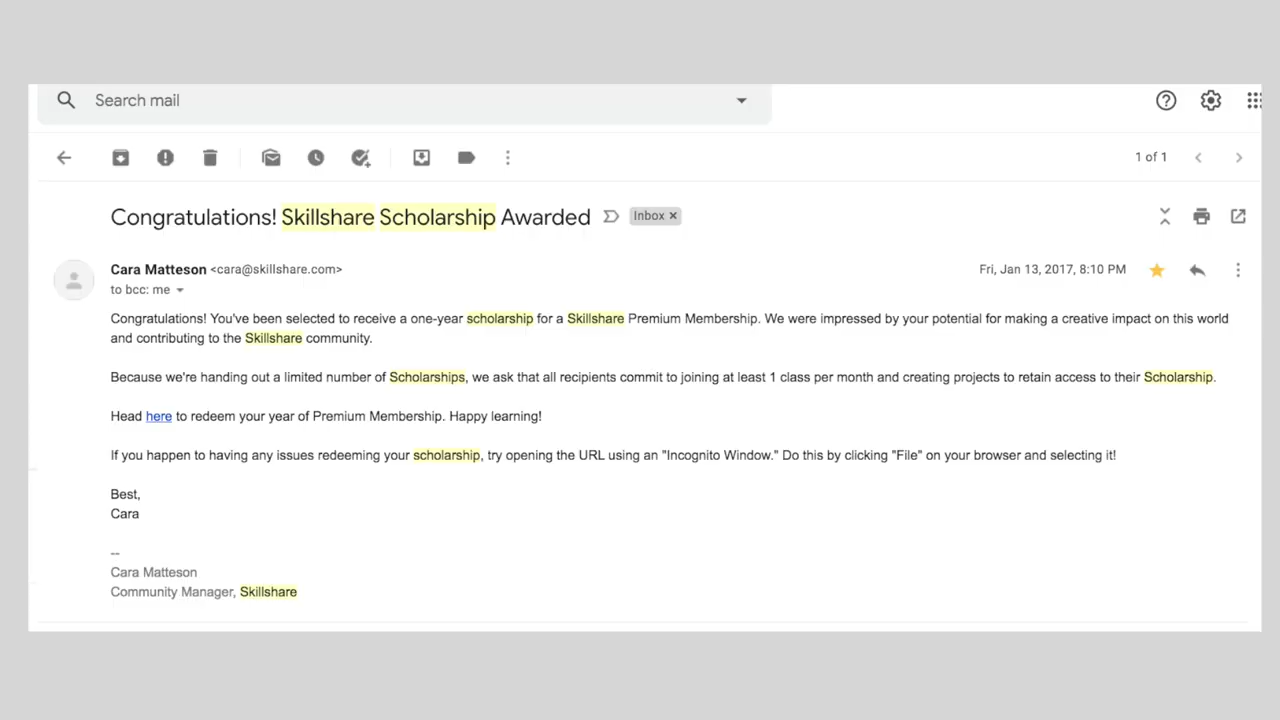 Search mail
1 of 1
Congratulations! Skillshare Scholarship Awarded Inbox ×
Cara Matteson <cara@skillshare.com> Fri, Jan 13, 2017, 8:10 PM
to bcc: me
Congratulations! You've been selected to receive a one-year scholarship for a Skillshare Premium Membership. We were impressed by your potential for making a creative impact on this world
and contributing to the Skillshare community.
Because we're handing out a limited number of Scholarships, we ask that all recipients commit to joining at least 1 class per month and creating projects to retain access to their Scholarship.
Head here to redeem your year of Premium Membership. Happy learning!
If you happen to having any issues redeeming your scholarship, try opening the URL using an "Incognito Window." Do this by clicking "File" on your browser and selecting it!
Best,
Cara
--
Cara Matteson
Community Manager, Skillshare